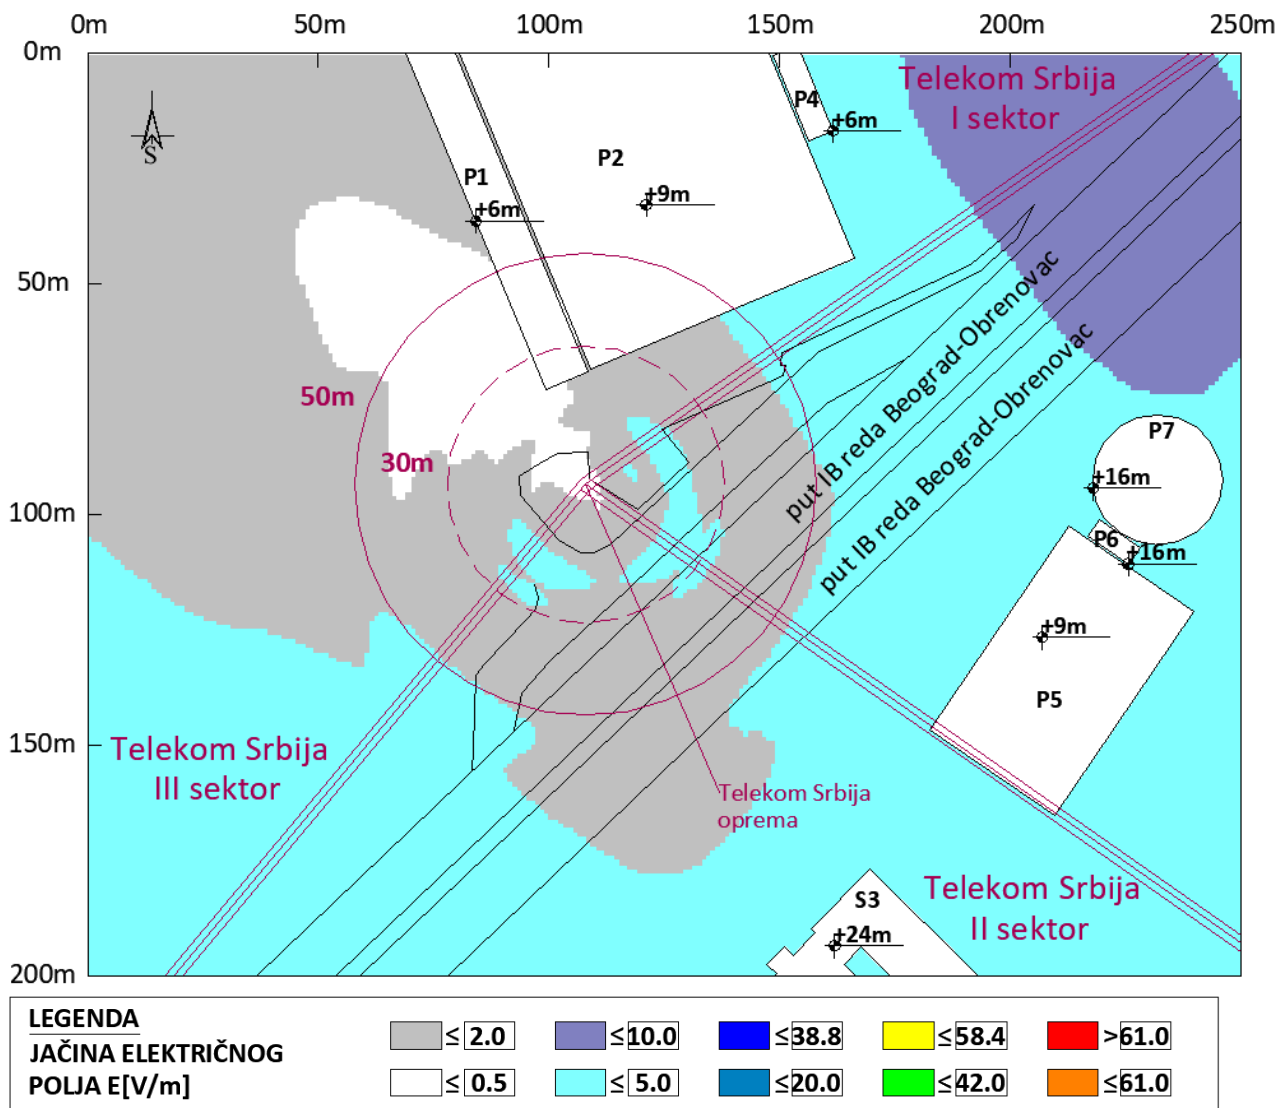 0m 50m 100m 150m 200m 250m
0m
Telekom Srbija
I sektor
P4
+6m
S
P2
P1
+9m
+6m
50m
put IB reda Beograd-Obrenovac
put IB reda Beograd-Obrenovac
50m
30m
P7
+16m
100m
P6
+16m
+9m
P5
150m
Telekom Srbija
III sektor
Telekom Srbija
oprema
Telekom Srbija
II sektor
S3
+24m
200m
LEGENDA
JAČINA ELEKTRIČNOG
POLJA E[V/m]
≤ 2.0 ≤10.0 ≤38.8 ≤58.4 >61.0
≤ 0.5 ≤ 5.0 ≤20.0 ≤42.0 ≤61.0